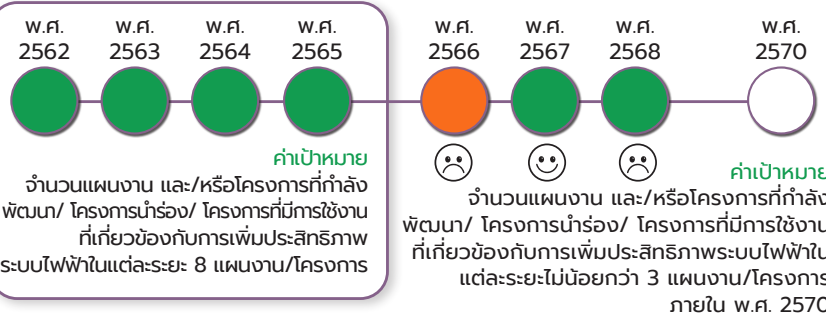 พ.ศ. 2562
พ.ศ. 2563
พ.ศ. 2564
พ.ศ. 2565
พ.ศ. 2566
พ.ศ. 2567
พ.ศ. 2568
พ.ศ. 2570
ค่าเป้าหมาย
จำนวนแผนงาน และ/หรือโครงการที่กำลัง
พัฒนา/ โครงการนำร่อง/ โครงการที่มีการใช้งาน
ที่เกี่ยวข้องกับการเพิ่มประสิทธิภาพ
ระบบไฟฟ้าในแต่ละระยะ 8 แผนงาน/โครงการ
ค่าเป้าหมาย
จำนวนแผนงาน และ/หรือโครงการที่กำลัง
พัฒนา/ โครงการนำร่อง/ โครงการที่มีการใช้งาน
ที่เกี่ยวข้องกับการเพิ่มประสิทธิภาพระบบไฟฟ้าใน
แต่ละระยะไม่น้อยกว่า 3 แผนงาน/โครงการ
ภายใน พ.ศ. 2570